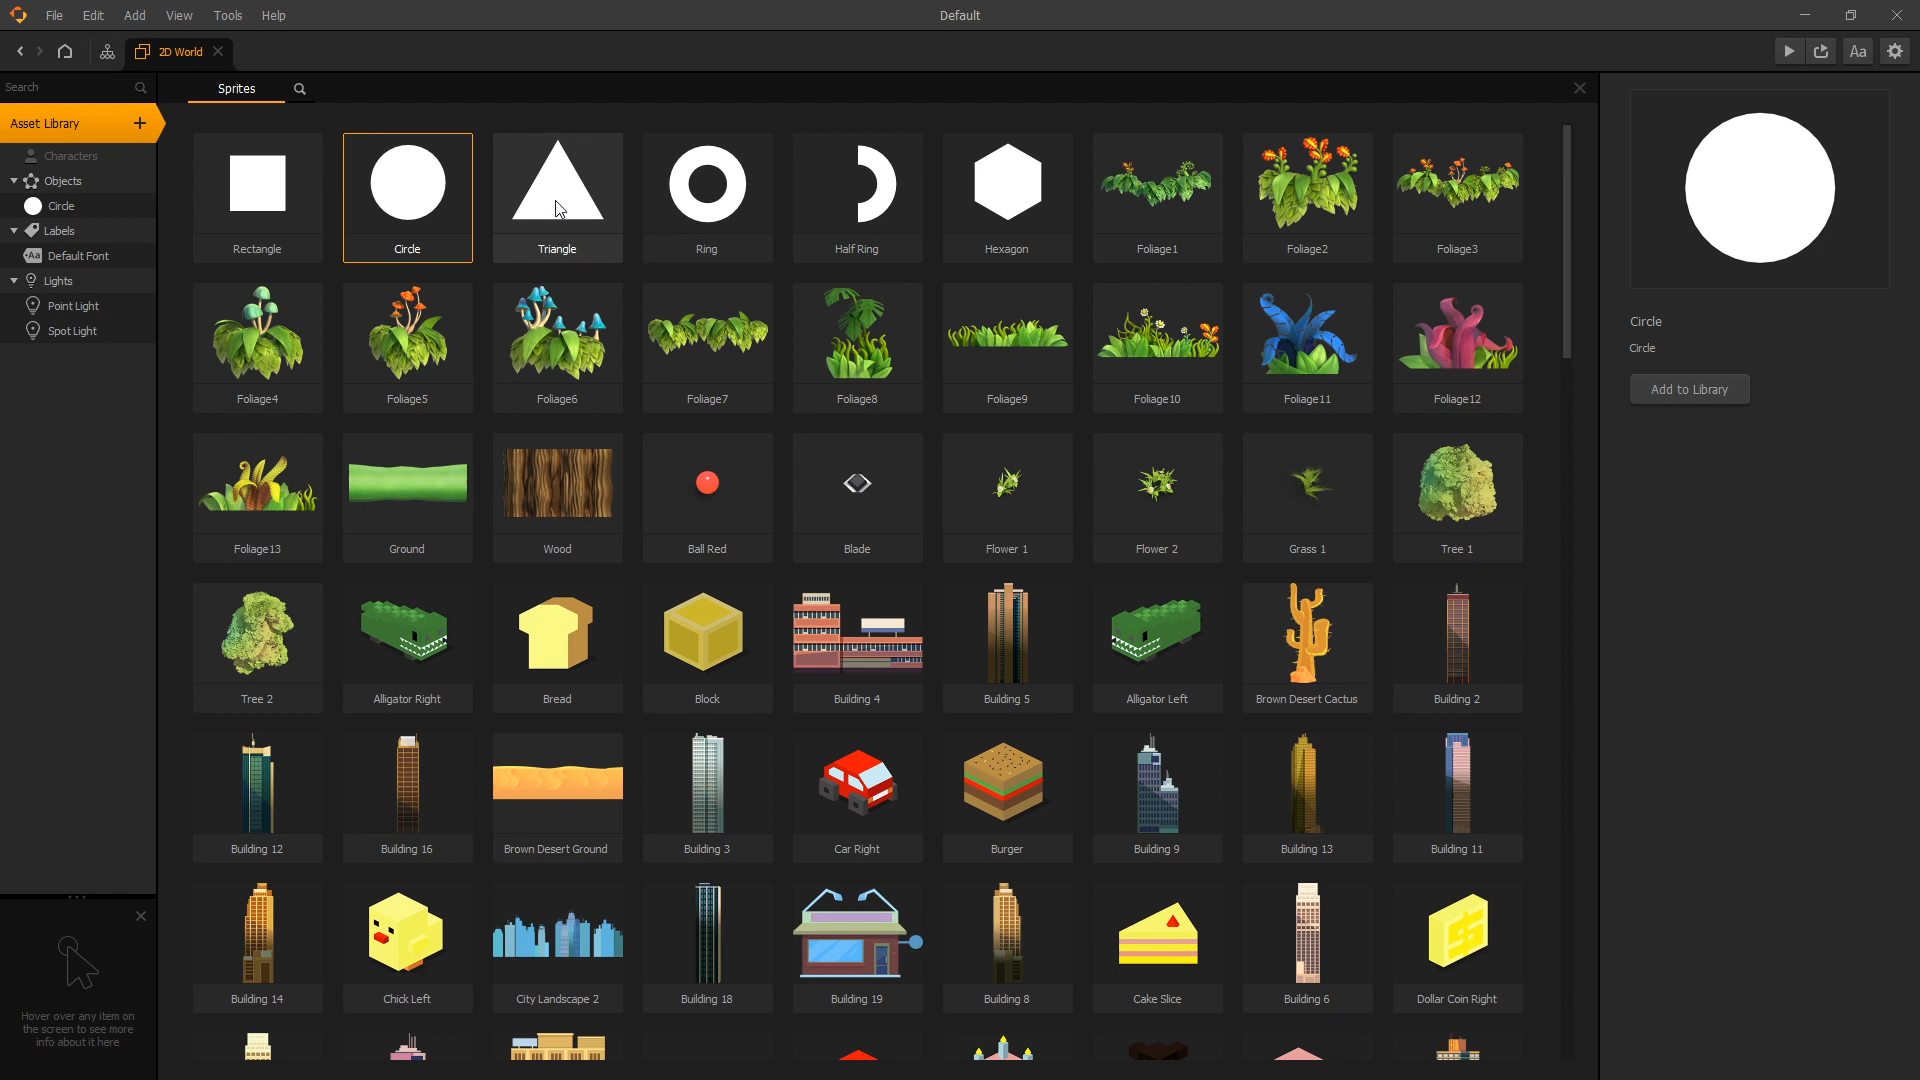 File Edit Add View Tools Help
Default
2D World
Aa
Search
Asset Library
Characters
Objects
Circle
Labels
Aa Default Font
Lights
Point Light
Spot Light
Hover over any item on
the screen to see more
info about it here
Sprites
Rectangle Circle Triangle Ring Half Ring Hexagon Foliage1 Foliage2 Foliage3
Foliage4 Foliage5 Foliage6 Foliage7 Foliage8 Foliage9 Foliage10 Foliage11 Foliage12
Foliage13 Ground Wood Ball Red Blade Flower 1 Flower 2 Grass 1 Tree 1
Tree 2 Alligator Right Bread Block Building 4 Building 5 Alligator Left Brown Desert Cactus Building 2
Building 12 Building 16 Brown Desert Ground Building 3 Car Right Burger Building 9 Building 13 Building 11
Building 14 Chick Left City Landscape 2 Building 18 Building 19 Building 8 Cake Slice Building 6 Dollar Coin Right
Circle
Circle
Add to Library